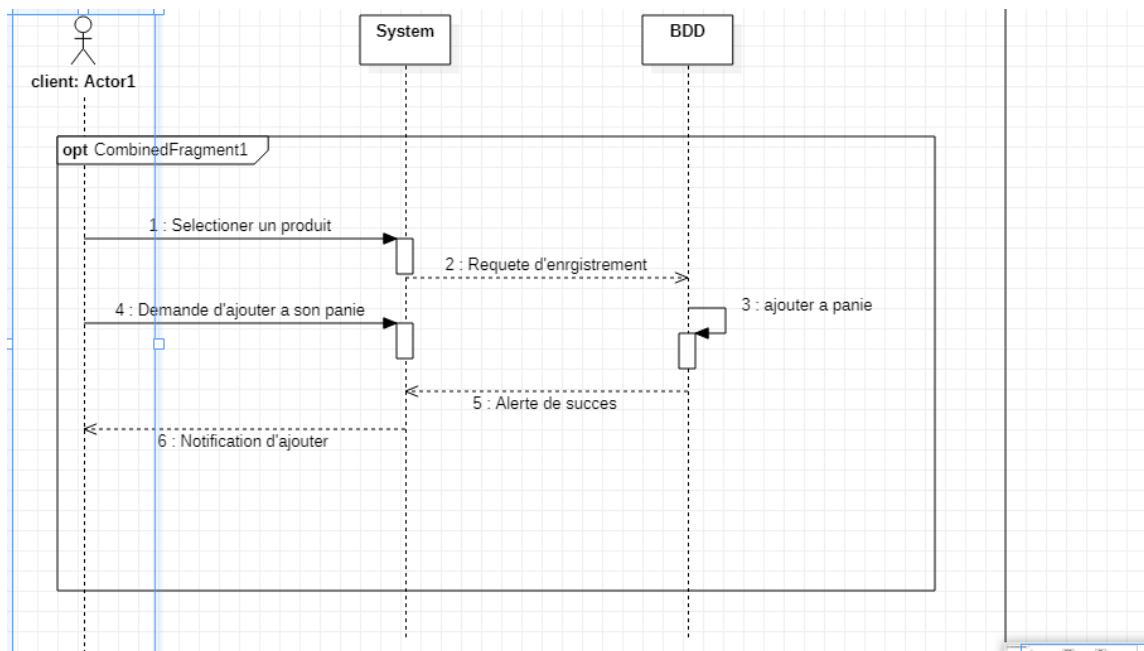 System
BDD
client: Actor1
opt CombinedFragment1
1 : Selectioner un produit
2 : Requete d'enrgistrement
3 : ajouter a panie
4 : Demande d'ajouter a son panie
5 : Alerte de succes
6 : Notification d'ajouter